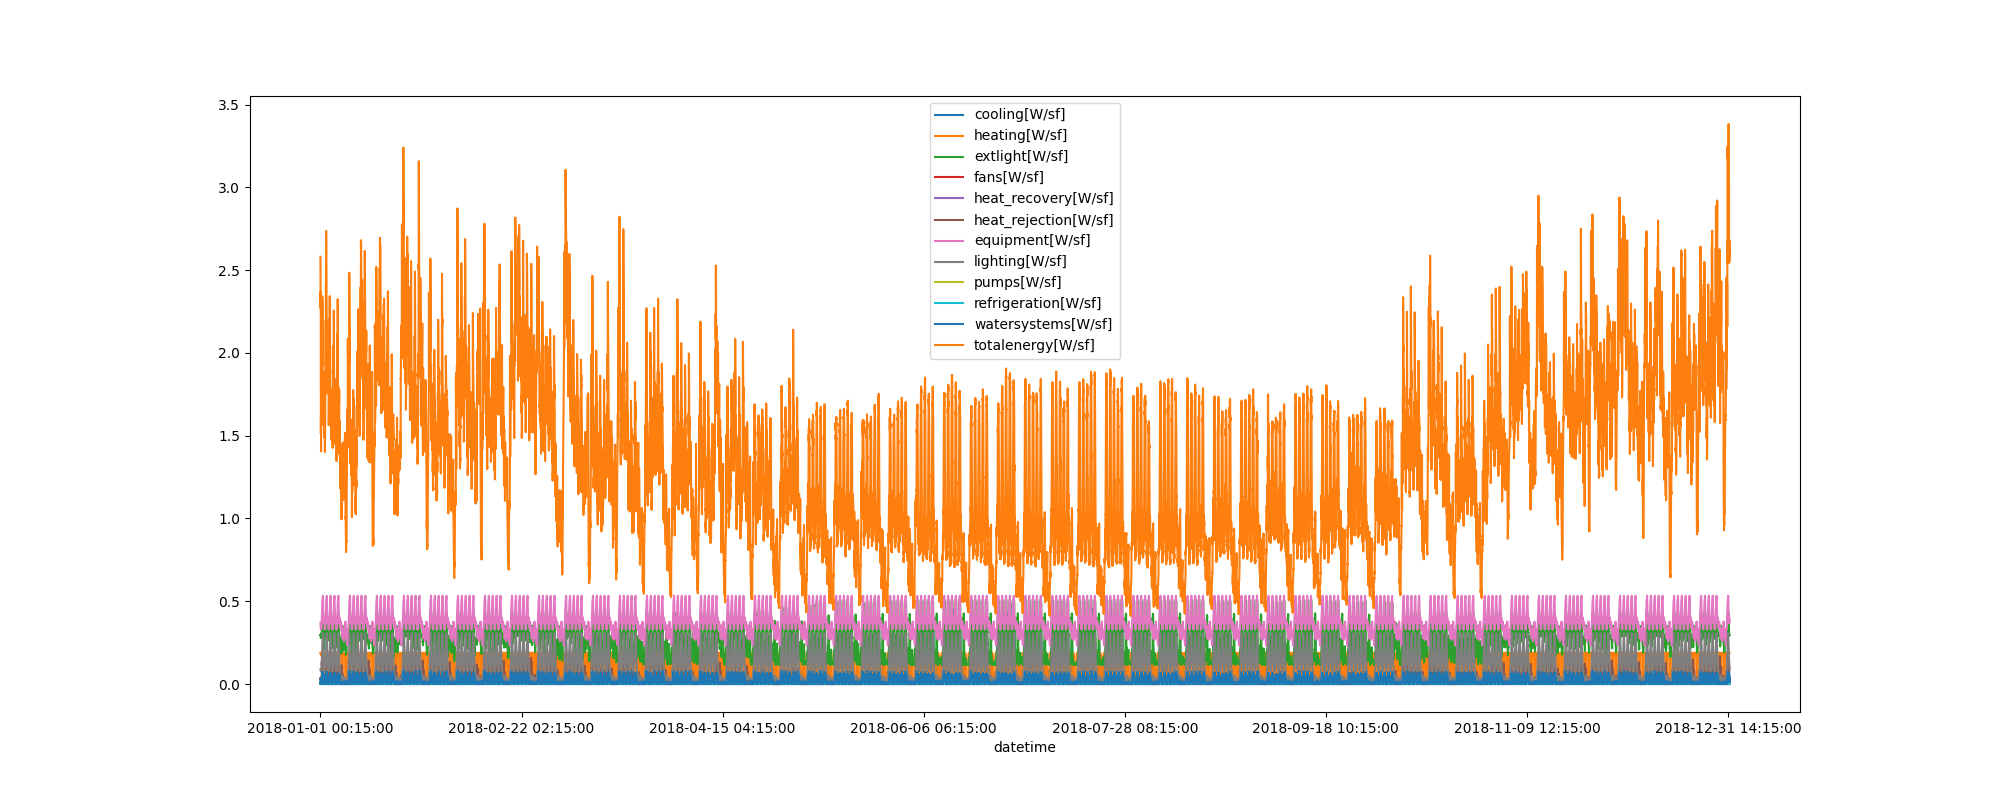 3.5
3.0
2.5
2.0
1.5
1.0
0.5
0.0
cooling[W/sf]
heating[W/sf]
extlight[W/sf]
fans[W/sf]
heat_recovery[W/sf]
heat_rejection[W/sf]
equipment[W/sf]
lighting[W/sf]
pumps[W/sf]
refrigeration[W/sf]
watersystems[W/sf]
totalenergy[W/sf]
2018-01-01 00:15:00 2018-02-22 02:15:00 2018-04-15 04:15:00 2018-06-06 06:15:00 2018-07-28 08:15:00 2018-09-18 10:15:00 2018-11-09 12:15:00 2018-12-31 14:15:00
datetime